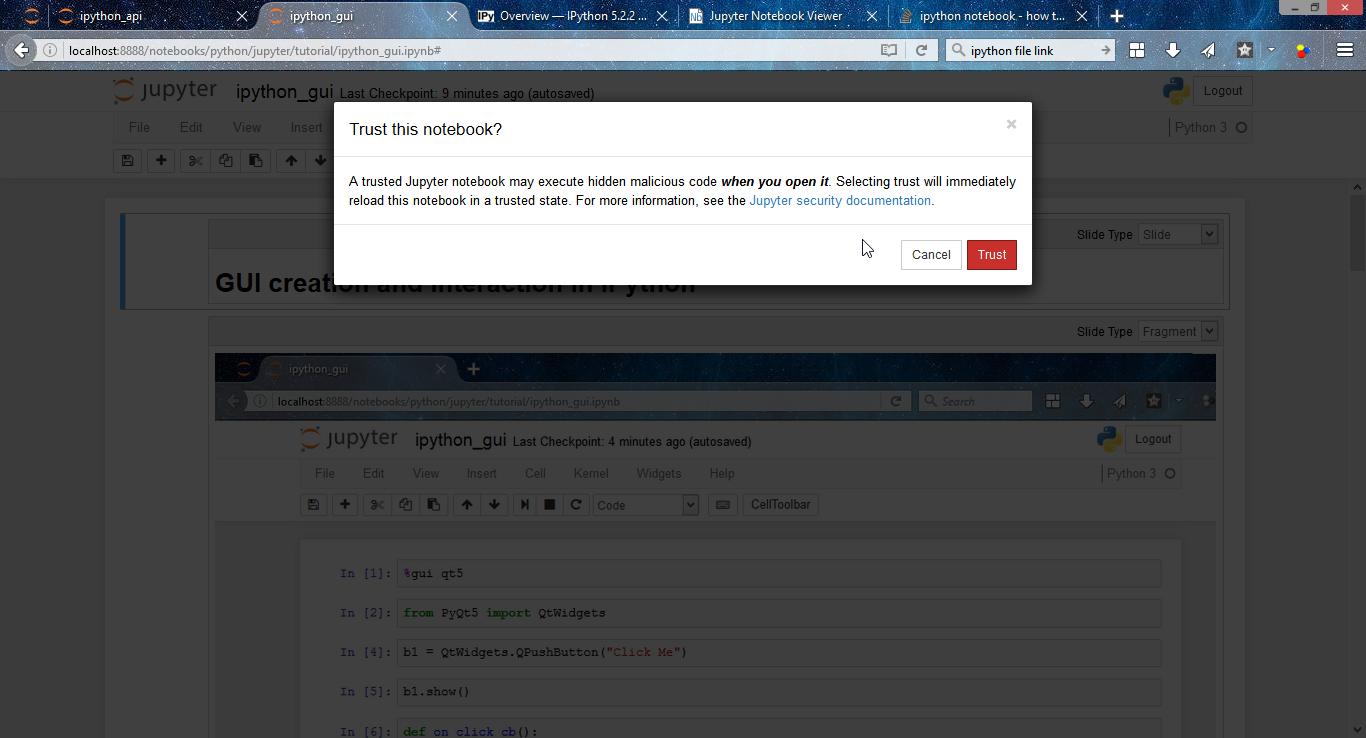 ipython_api
ipython_gui
IP[y] Overview — IPython 5.2.2 ...
Jupyter Notebook Viewer
ipython notebook - how t...
localhost:8888/notebooks/python/jupyter/tutorial/ipython_gui.ipynb#
ipython file link
jupyter ipython_gui Last Checkpoint: 9 minutes ago (autosaved)
Logout
File Edit View Insert
Python 3
Trust this notebook?
A trusted Jupyter notebook may execute hidden malicious code when you open it. Selecting trust will immediately
reload this notebook in a trusted state. For more information, see the Jupyter security documentation.
Cancel Trust
Slide Type Slide
GUI creation and interaction in IPython
Slide Type Fragment
ipython_gui
localhost:8888/notebooks/python/jupyter/tutorial/ipython_gui.ipynb
Search
jupyter ipython_gui Last Checkpoint: 4 minutes ago (autosaved)
Logout
File Edit View Insert Cell Kernel Widgets Help
Python 3
Code
CellToolbar
In [1]: %gui qt5
In [2]: from PyQt5 import QtWidgets
In [4]: b1 = QtWidgets.QPushButton("Click Me")
In [5]: b1.show()
In [6]: def on_click_cb():